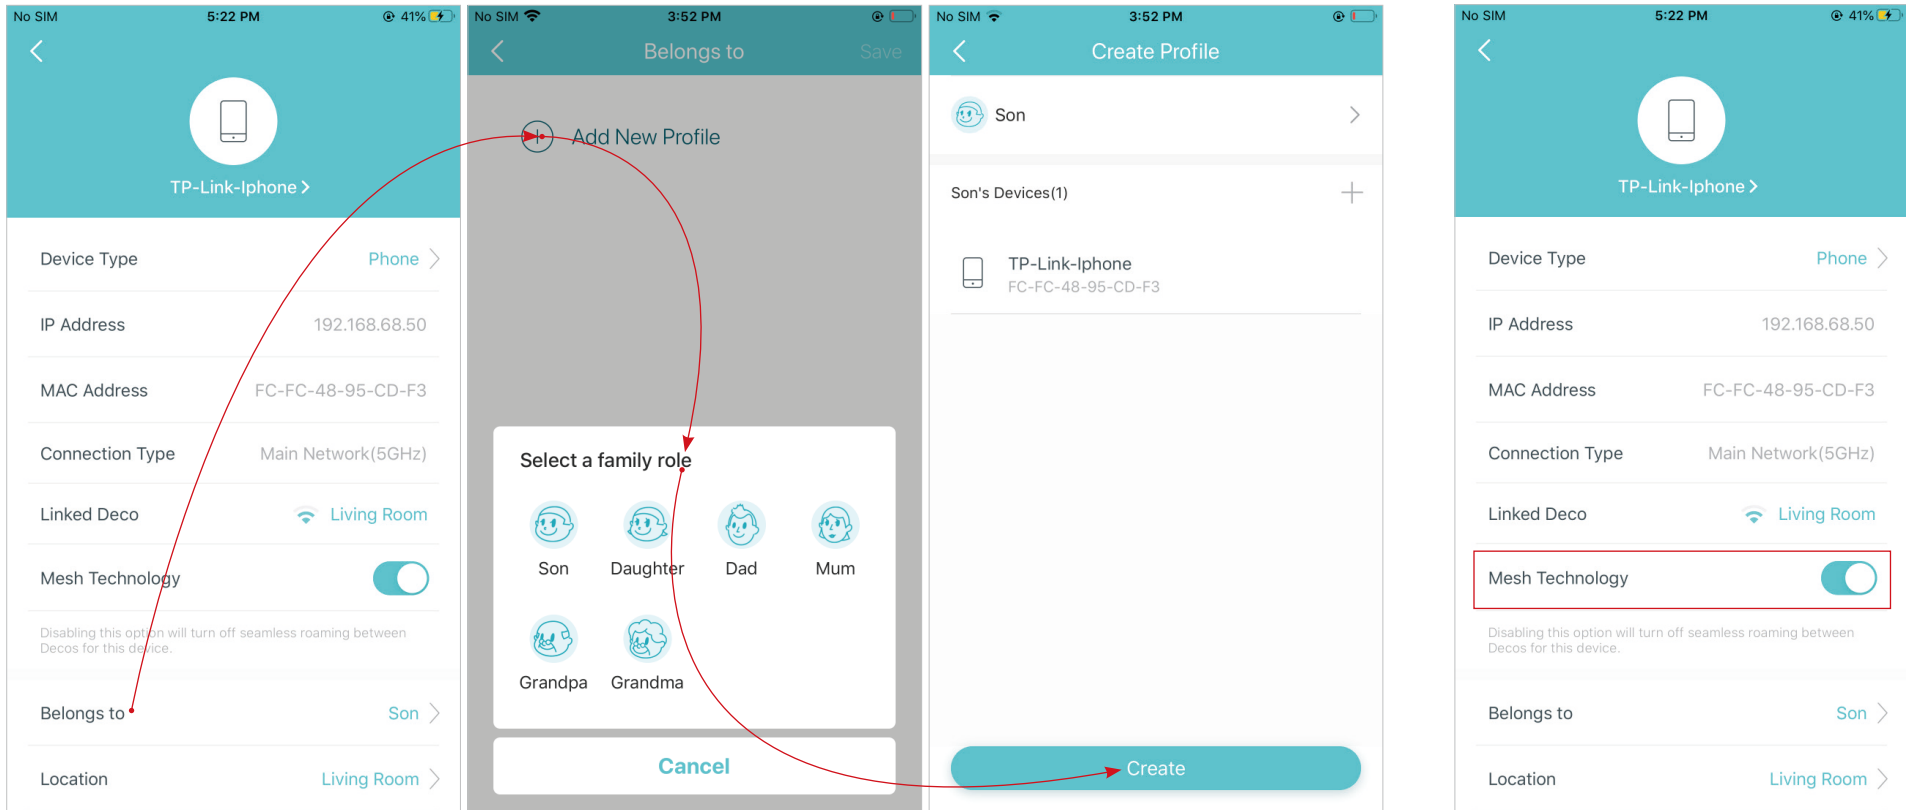 No SIM 5:22 PM 41%
TP-Link-Iphone
Device Type Phone
IP Address 192.168.68.50
MAC Address FC-FC-48-95-CD-F3
Connection Type Main Network(5GHz)
Linked Deco Living Room
Mesh Technology
Disabling this option will turn off seamless roaming between
Decos for this device.
Belongs to Son
Location Living Room
No SIM 3:52 PM
Belongs to Save
Add New Profile
Select a family role
Son Daughter Dad Mum
Grandpa Grandma
Cancel
No SIM 3:52 PM
Create Profile
Son
Son's Devices(1)
TP-Link-Iphone
FC-FC-48-95-CD-F3
Create
No SIM 5:22 PM 41%
TP-Link-Iphone
Device Type Phone
IP Address 192.168.68.50
MAC Address FC-FC-48-95-CD-F3
Connection Type Main Network(5GHz)
Linked Deco Living Room
Mesh Technology
Disabling this option will turn off seamless roaming between
Decos for this device.
Belongs to Son
Location Living Room